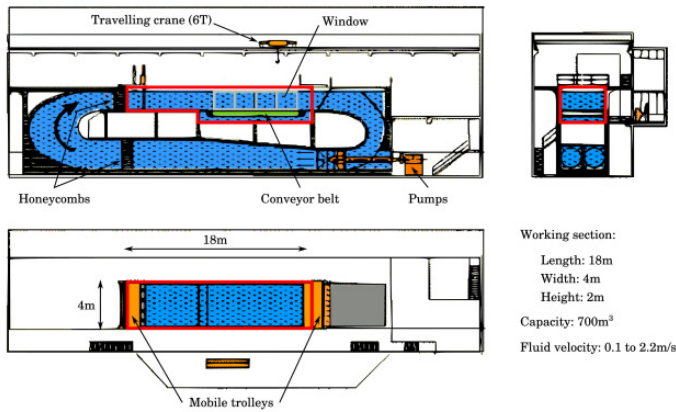 Travelling crane (6T)
Window
Honeycombs
Conveyor belt
Pumps
18m
4m
Mobile trolleys
Working section:
Length: 18m
Width: 4m
Height: 2m
Capacity: 700m³
Fluid velocity: 0.1 to 2.2m/s